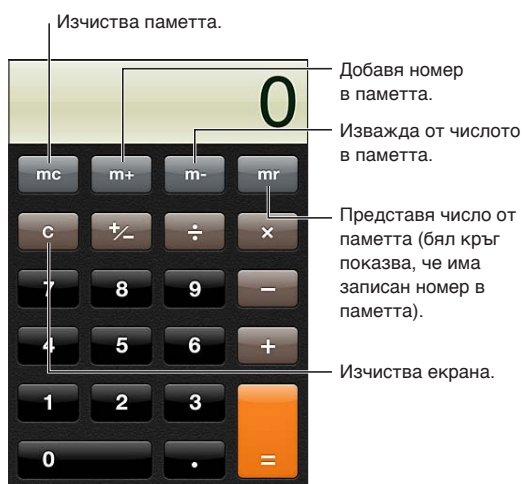 Изчиства паметта.
0
Добавя номер
в паметта.
Изважда от числото
в паметта.
mc m+ m- mr
Представя число от
паметта (бял кръг
показва, че има
записан номер в
паметта).
C +/− ÷ ×
7 8 9 −
4 5 6 +
Изчиства екрана.
1 2 3
0 . =